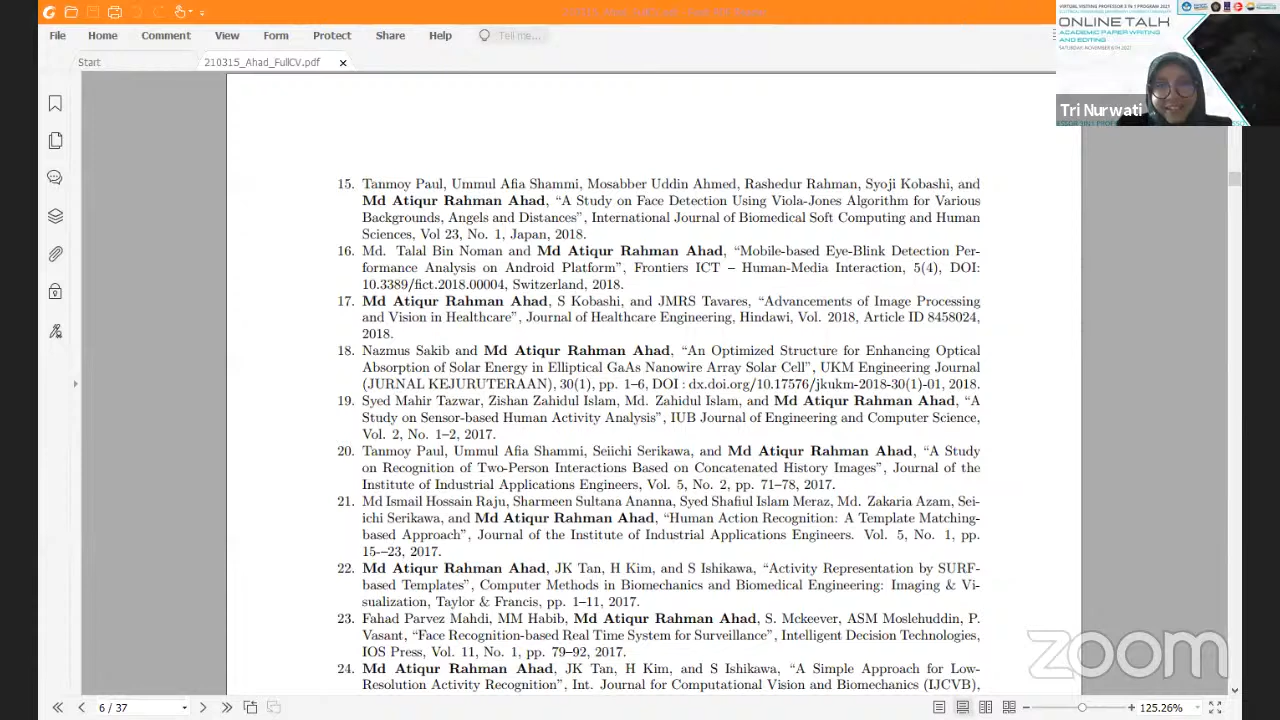 File Home Comment View Form Protect Share Help Tell me...
Start 210315_Ahad_FullCV.pdf
VIRTUAL VISITING PROFESSOR 3 IN 1 PROGRAM 2021
ONLINE TALK
ACADEMIC PAPER WRITING
AND EDITING
SATURDAY, NOVEMBER 6TH 2021
Tri Nurwati
15. Tanmoy Paul, Ummul Afia Shammi, Mosabber Uddin Ahmed, Rashedur Rahman, Syoji Kobashi, and
Md Atiqur Rahman Ahad, “A Study on Face Detection Using Viola-Jones Algorithm for Various
Backgrounds, Angels and Distances”, International Journal of Biomedical Soft Computing and Human
Sciences, Vol 23, No. 1, Japan, 2018.
16. Md. Talal Bin Noman and Md Atiqur Rahman Ahad, “Mobile-based Eye-Blink Detection Per-
formance Analysis on Android Platform”, Frontiers ICT – Human-Media Interaction, 5(4), DOI:
10.3389/fict.2018.00004, Switzerland, 2018.
17. Md Atiqur Rahman Ahad, S Kobashi, and JMRS Tavares, “Advancements of Image Processing
and Vision in Healthcare”, Journal of Healthcare Engineering, Hindawi, Vol. 2018, Article ID 8458024,
2018.
18. Nazmus Sakib and Md Atiqur Rahman Ahad, “An Optimized Structure for Enhancing Optical
Absorption of Solar Energy in Elliptical GaAs Nanowire Array Solar Cell”, UKM Engineering Journal
(JURNAL KEJURUTERAAN), 30(1), pp. 1–6, DOI : dx.doi.org/10.17576/jkukm-2018-30(1)-01, 2018.
19. Syed Mahir Tazwar, Zishan Zahidul Islam, Md. Zahidul Islam, and Md Atiqur Rahman Ahad, “A
Study on Sensor-based Human Activity Analysis”, IUB Journal of Engineering and Computer Science,
Vol. 2, No. 1–2, 2017.
20. Tanmoy Paul, Ummul Afia Shammi, Seiichi Serikawa, and Md Atiqur Rahman Ahad, “A Study
on Recognition of Two-Person Interactions Based on Concatenated History Images”, Journal of the
Institute of Industrial Applications Engineers, Vol. 5, No. 2, pp. 71–78, 2017.
21. Md Ismail Hossain Raju, Sharmeen Sultana Ananna, Syed Shafiul Islam Meraz, Md. Zakaria Azam, Sei-
ichi Serikawa, and Md Atiqur Rahman Ahad, “Human Action Recognition: A Template Matching-
based Approach”, Journal of the Institute of Industrial Applications Engineers. Vol. 5, No. 1, pp.
15-–23, 2017.
22. Md Atiqur Rahman Ahad, JK Tan, H Kim, and S Ishikawa, “Activity Representation by SURF-
based Templates”, Computer Methods in Biomechanics and Biomedical Engineering: Imaging & Vi-
sualization, Taylor & Francis, pp. 1–11, 2017.
23. Fahad Parvez Mahdi, MM Habib, Md Atiqur Rahman Ahad, S. Mckeever, ASM Moslehuddin, P.
Vasant, “Face Recognition-based Real Time System for Surveillance”, Intelligent Decision Technologies,
IOS Press, Vol. 11, No. 1, pp. 79–92, 2017.
24. Md Atiqur Rahman Ahad, JK Tan, H Kim, and S Ishikawa, “A Simple Approach for Low-
Resolution Activity Recognition”, Int. Journal for Computational Vision and Biomechanics (IJCVB),
zoom
6 / 37
125.26%